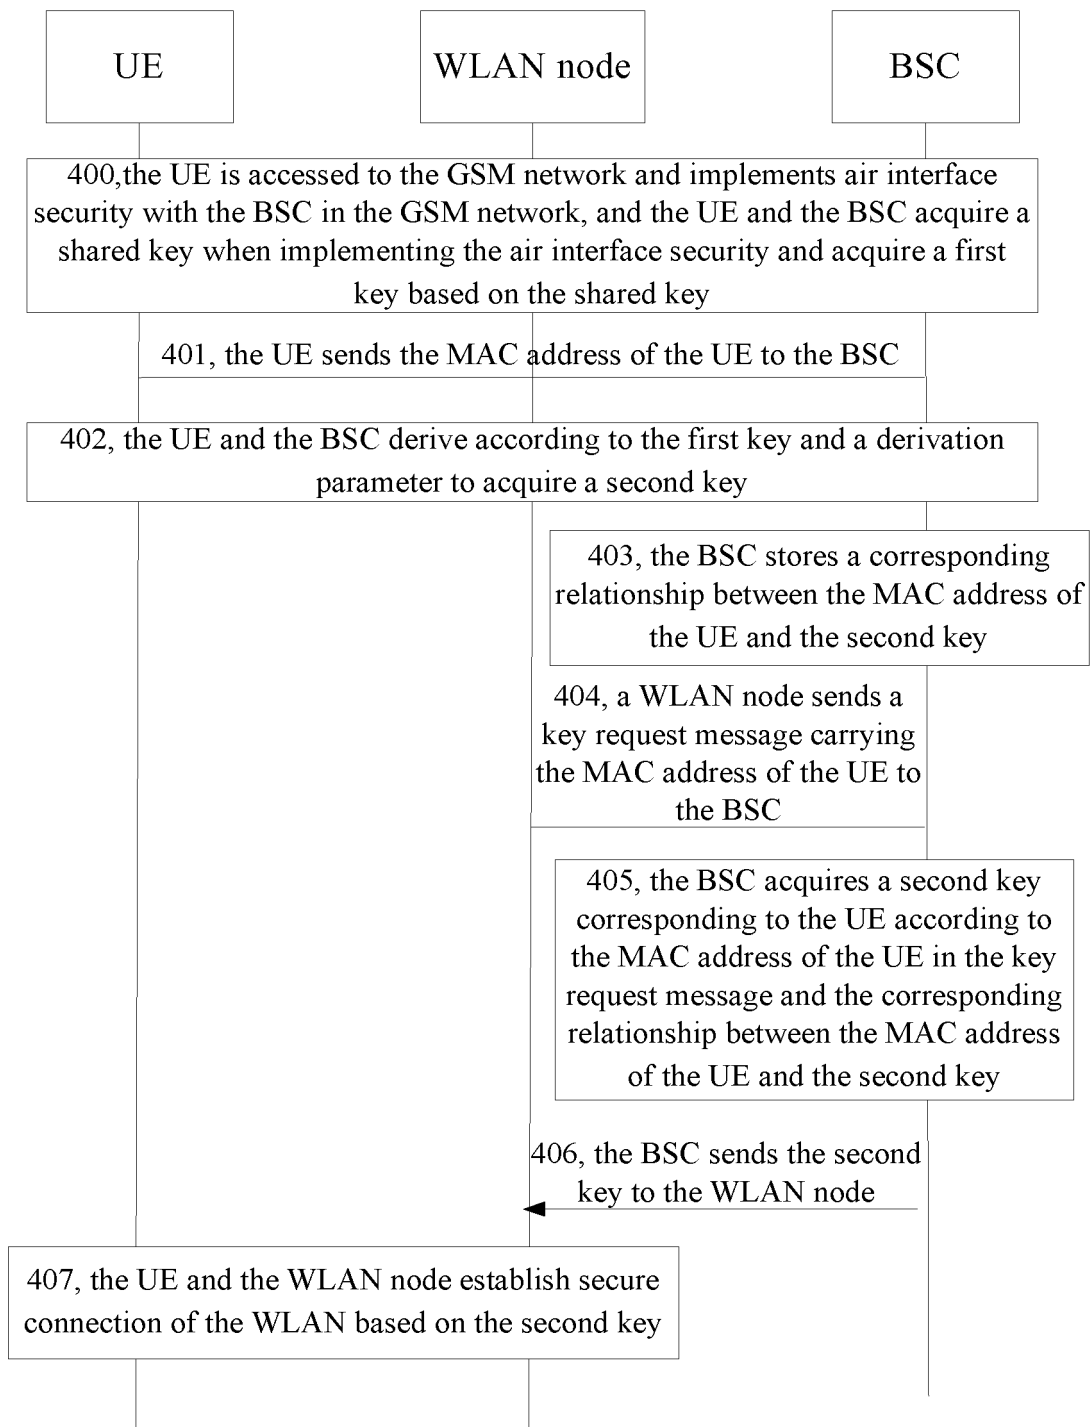 UE
WLAN node
BSC
400,the UE is accessed to the GSM network and implements air interface
security with the BSC in the GSM network, and the UE and the BSC acquire a
shared key when implementing the air interface security and acquire a first
key based on the shared key
401, the UE sends the MAC address of the UE to the BSC
402, the UE and the BSC derive according to the first key and a derivation
parameter to acquire a second key
403, the BSC stores a corresponding
relationship between the MAC address of
the UE and the second key
404, a WLAN node sends a
key request message carrying
the MAC address of the UE to
the BSC
405, the BSC acquires a second key
corresponding to the UE according to
the MAC address of the UE in the key
request message and the corresponding
relationship between the MAC address
of the UE and the second key
406, the BSC sends the second
key to the WLAN node
407, the UE and the WLAN node establish secure
connection of the WLAN based on the second key